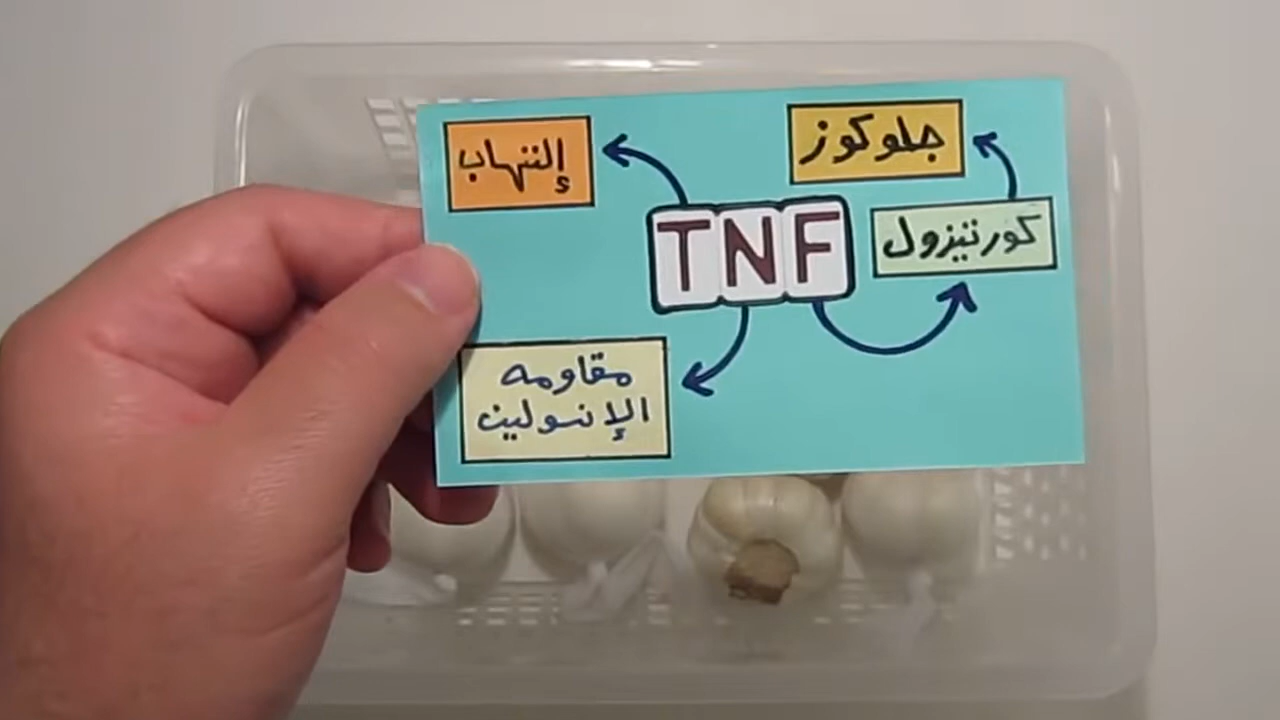 إلتهاب
جلوكوز
TNF
كورتيزول
مقاومه
الإنسولين